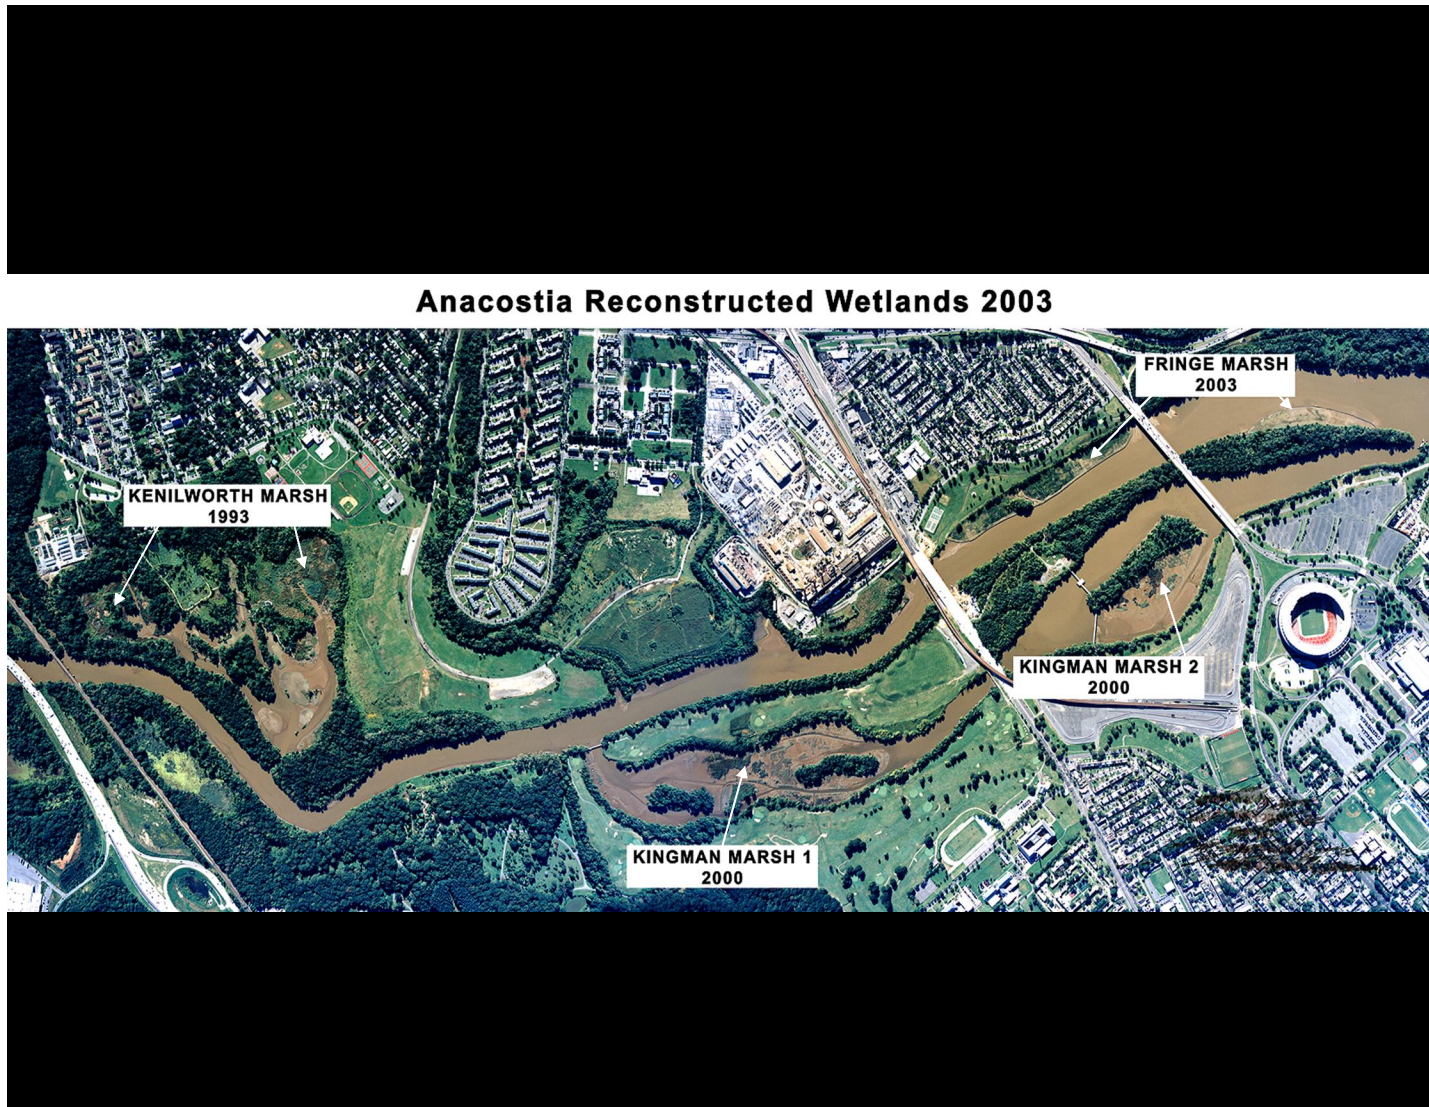 Anacostia Reconstructed Wetlands 2003
FRINGE MARSH
2003
KENILWORTH MARSH
1993
KINGMAN MARSH 2
2000
KINGMAN MARSH 1
2000